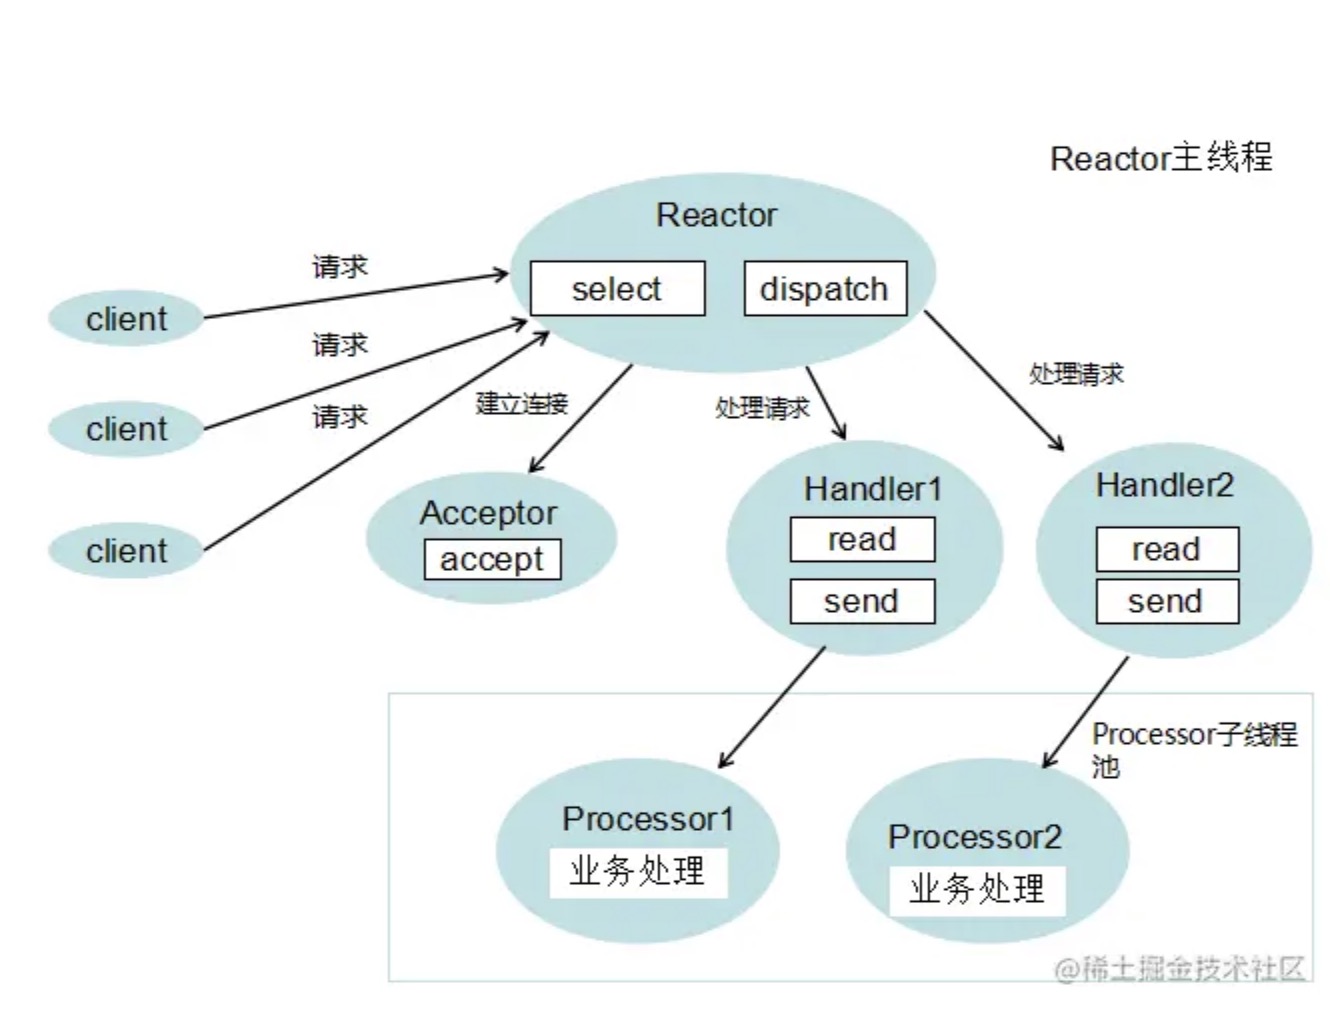 Reactor主线程
Reactor
select
dispatch
请求
client
请求
client
请求
client
建立连接
处理请求
处理请求
Acceptor
accept
Handler1
read
send
Handler2
read
send
Processor子线程
池
Processor1
业务处理
Processor2
业务处理
@稀土掘金技术社区